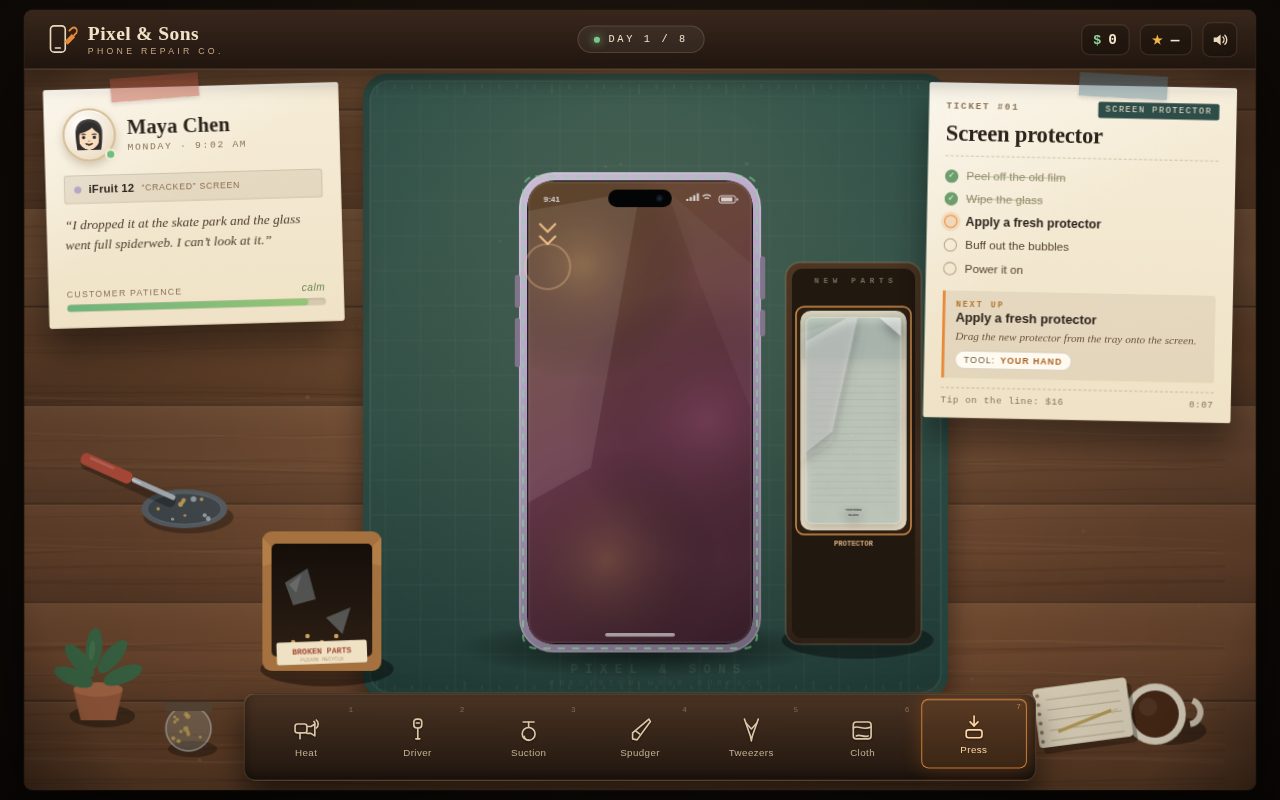 Pixel & Sons
PHONE REPAIR CO.
DAY 1 / 8
$ 0
★ —
Maya Chen
MONDAY · 9:02 AM
iFruit 12 “CRACKED” SCREEN
“I dropped it at the skate park and the glass
went full spiderweb. I can’t look at it.”
CUSTOMER PATIENCE
calm
9:41
NEW PARTS
PROTECTOR
TICKET #01
SCREEN PROTECTOR
Screen protector
Peel off the old film
Wipe the glass
Apply a fresh protector
Buff out the bubbles
Power it on
NEXT UP
Apply a fresh protector
Drag the new protector from the tray onto the screen.
TOOL: YOUR HAND
Tip on the line: $16
0:07
BROKEN PARTS
PLEASE RECYCLE
PIXEL & SONS
1
Heat
2
Driver
3
Suction
4
Spudger
5
Tweezers
6
Cloth
7
Press